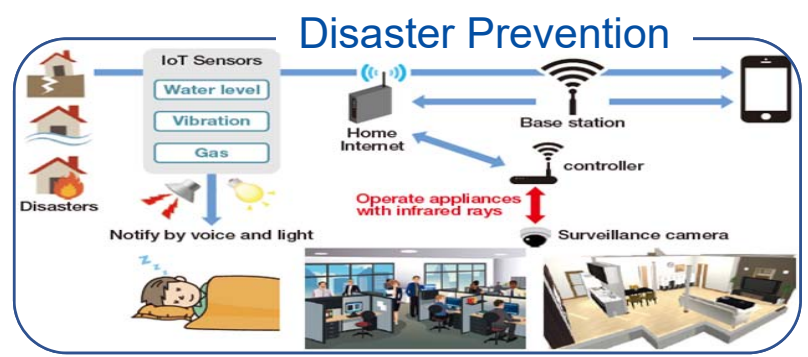 Disaster Prevention
IoT Sensors
Water level
Vibration
Gas
Home
Internet
Base station
controller
Disasters
Operate appliances
with infrared rays
Notify by voice and light
Surveillance camera
z z z